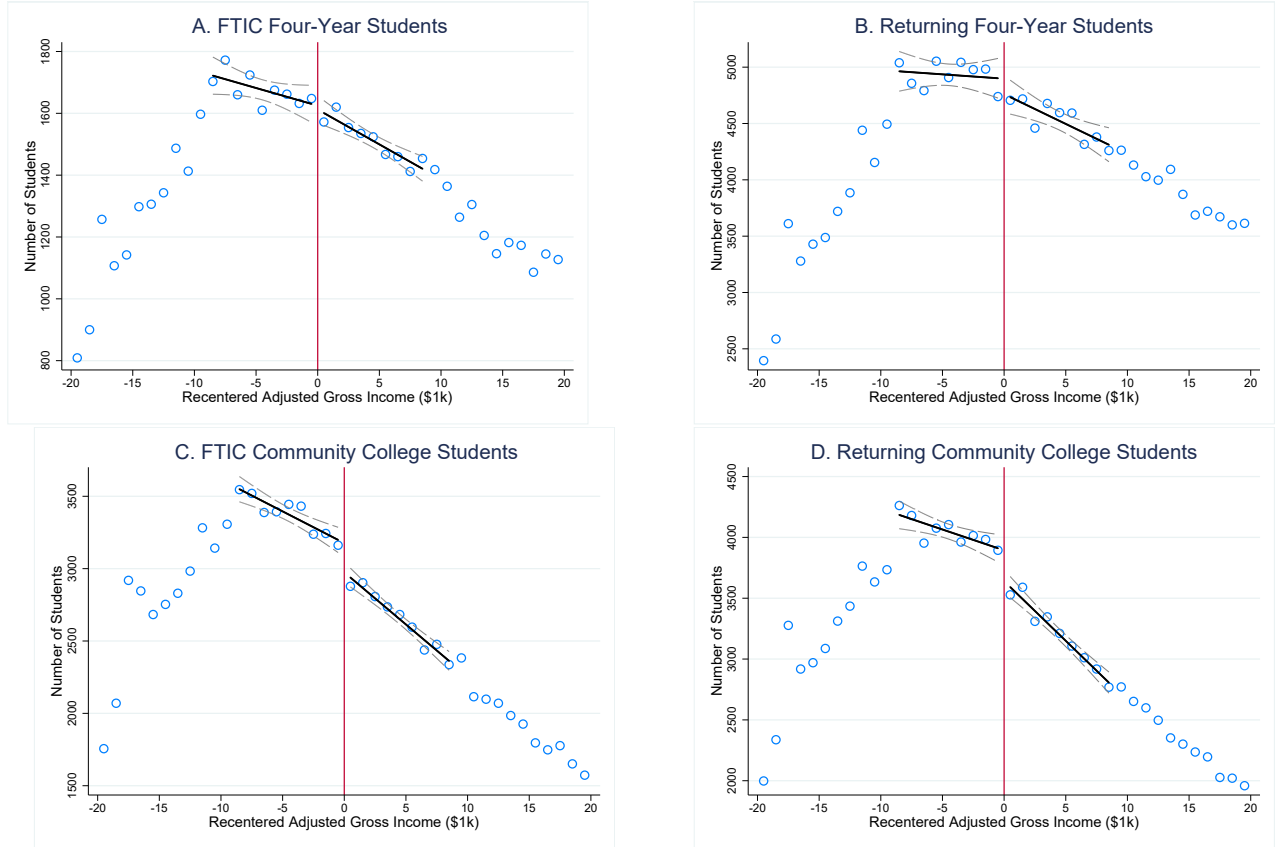 A. FTIC Four-Year Students
Number of Students
1800
1600
1400
1200
1000
800
-20 -15 -10 -5 0 5 10 15 20
Recentered Adjusted Gross Income ($1k)
B. Returning Four-Year Students
Number of Students
5000
4500
4000
3500
3000
2500
-20 -15 -10 -5 0 5 10 15 20
Recentered Adjusted Gross Income ($1k)
C. FTIC Community College Students
Number of Students
3500
3000
2500
2000
1500
-20 -15 -10 -5 0 5 10 15 20
Recentered Adjusted Gross Income ($1k)
D. Returning Community College Students
Number of Students
4500
4000
3500
3000
2500
2000
-20 -15 -10 -5 0 5 10 15 20
Recentered Adjusted Gross Income ($1k)